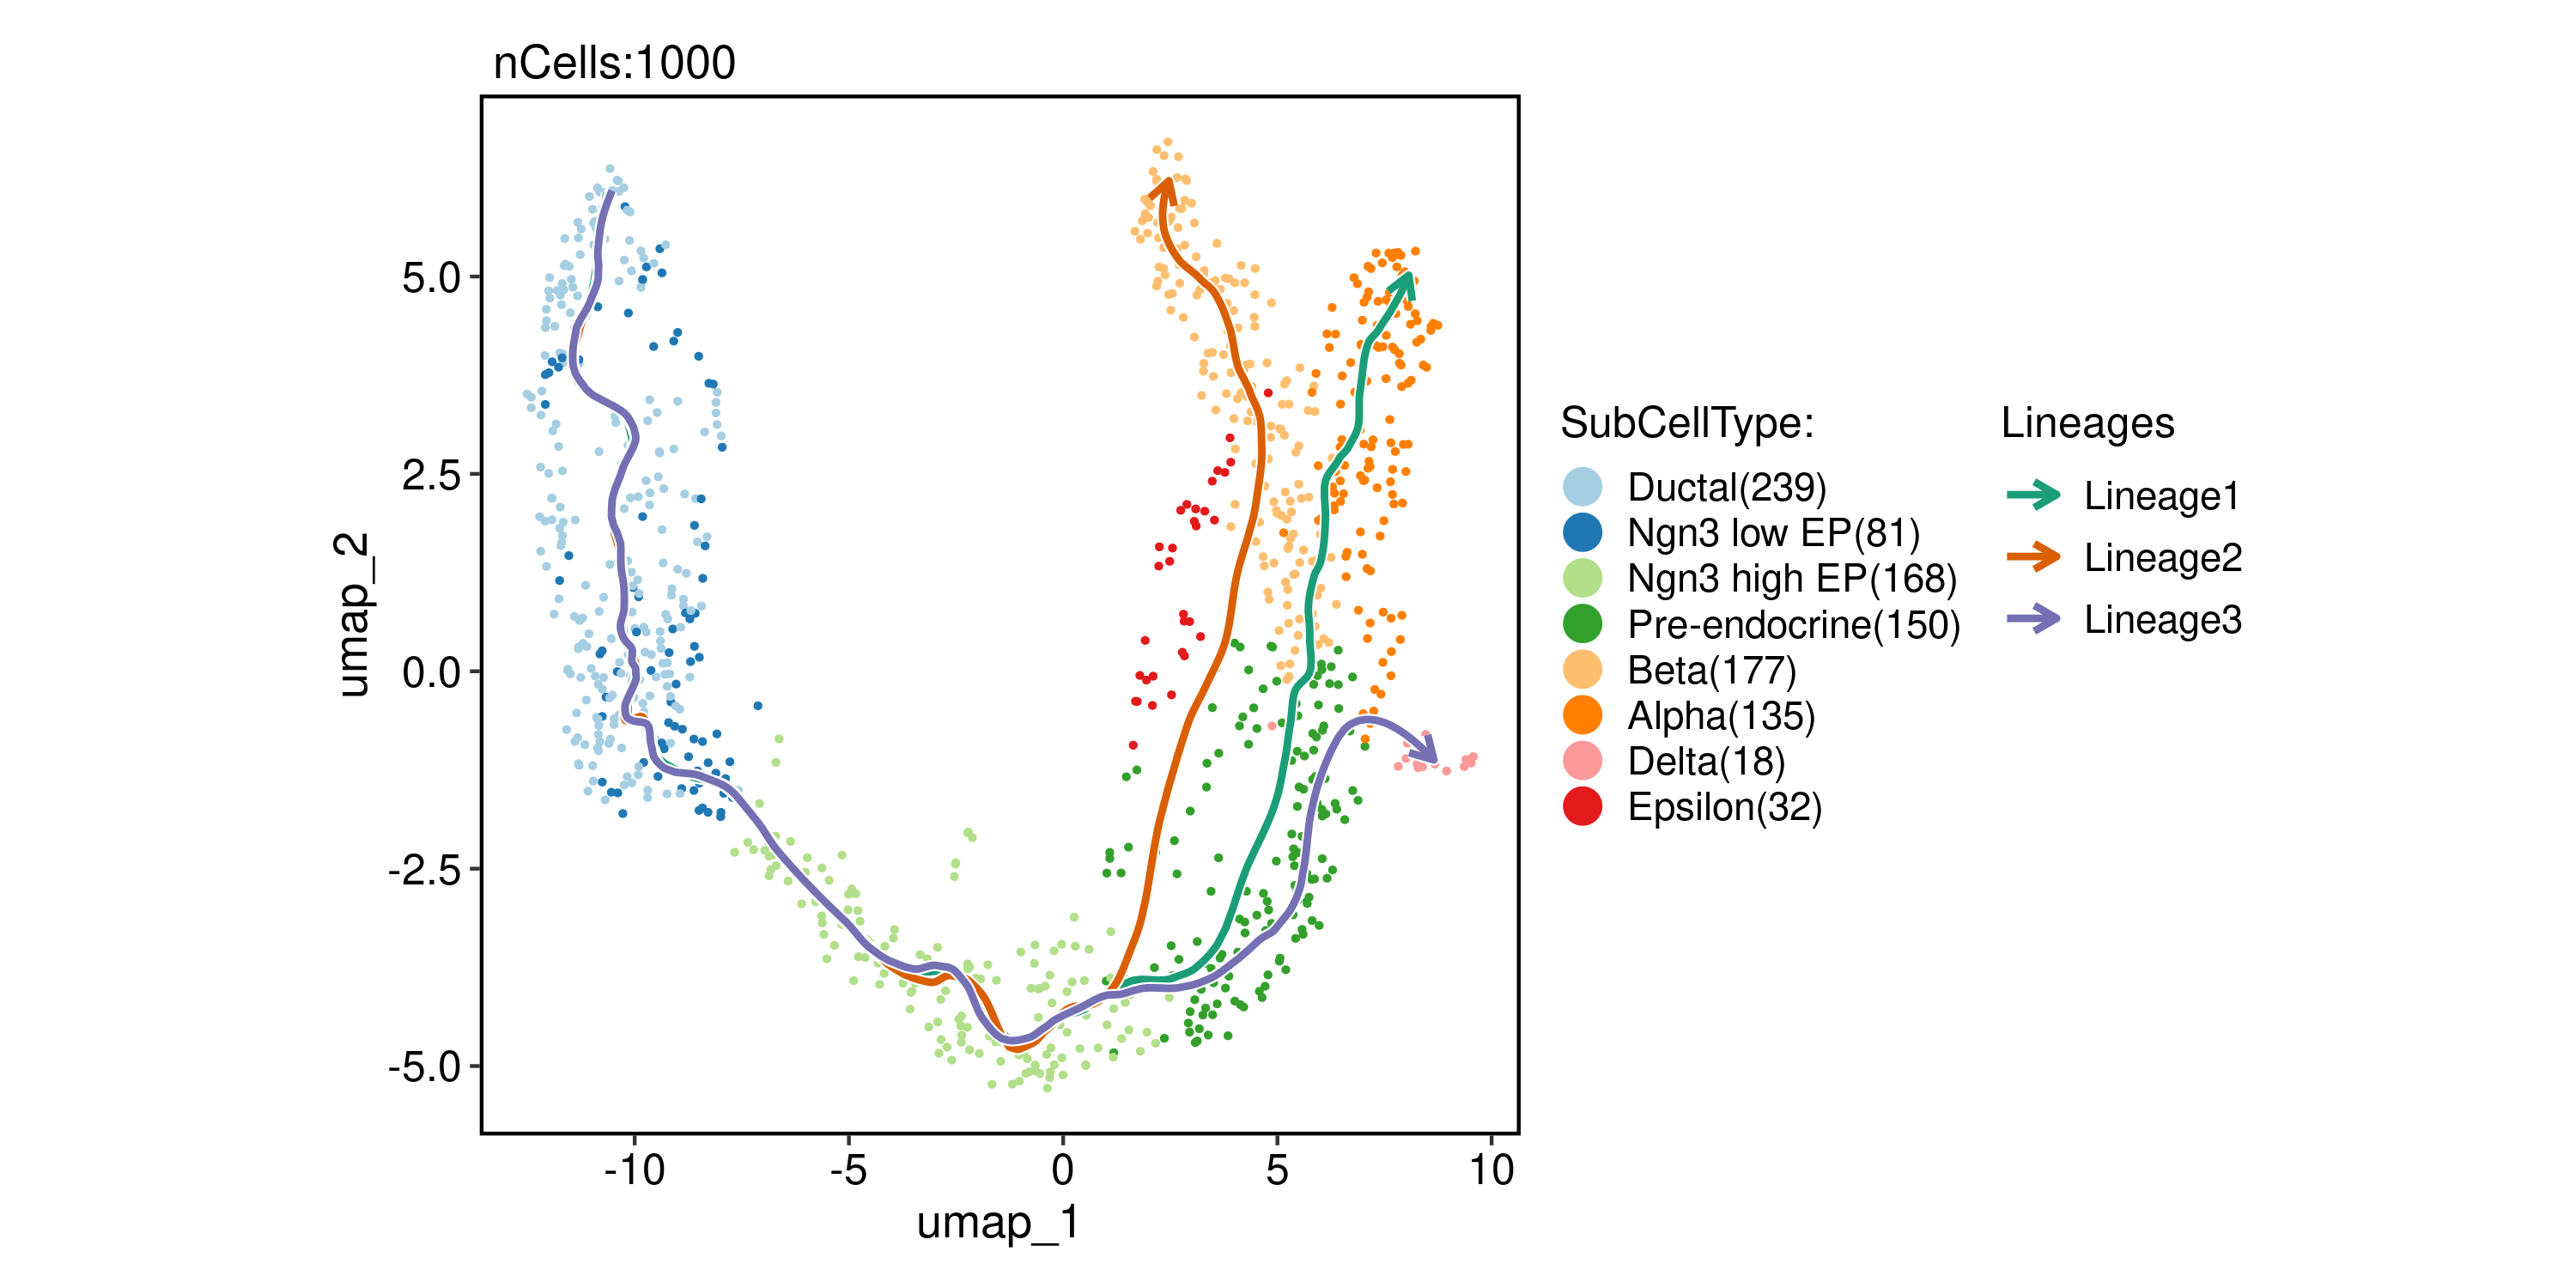 nCells:1000
5.0
2.5
0.0
-2.5
-5.0
umap_2
-10 -5 0 5 10
umap_1
SubCellType:
Ductal(239)
Ngn3 low EP(81)
Ngn3 high EP(168)
Pre-endocrine(150)
Beta(177)
Alpha(135)
Delta(18)
Epsilon(32)
Lineages
Lineage1
Lineage2
Lineage3